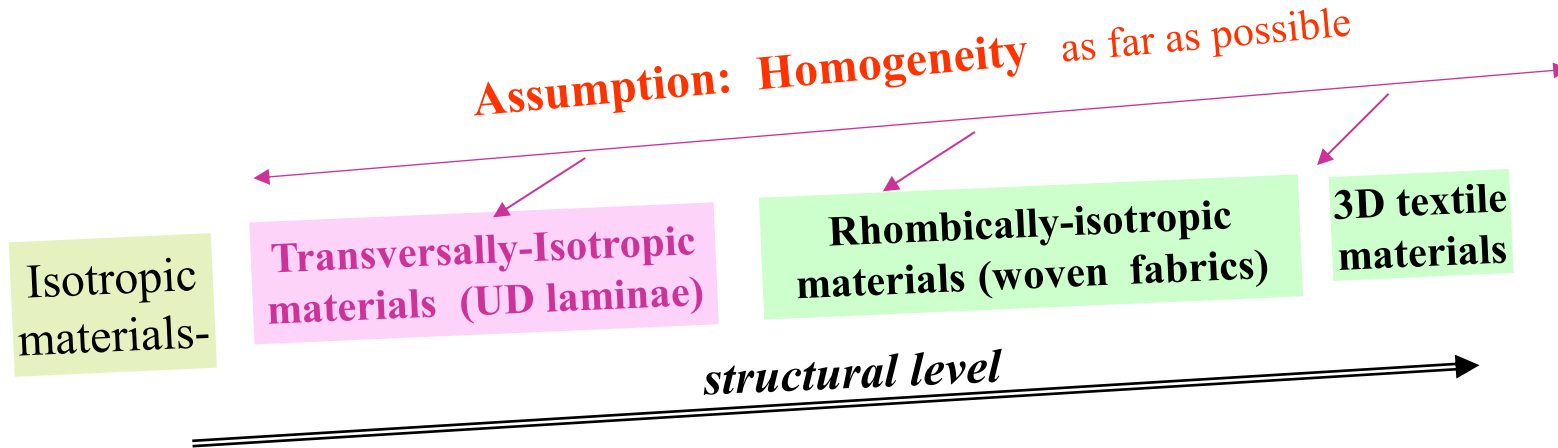 Assumption: Homogeneity as far as possible
Isotropic
materials-
Transversally-Isotropic
materials (UD laminae)
Rhombically-isotropic
materials (woven fabrics)
3D textile
materials
structural level